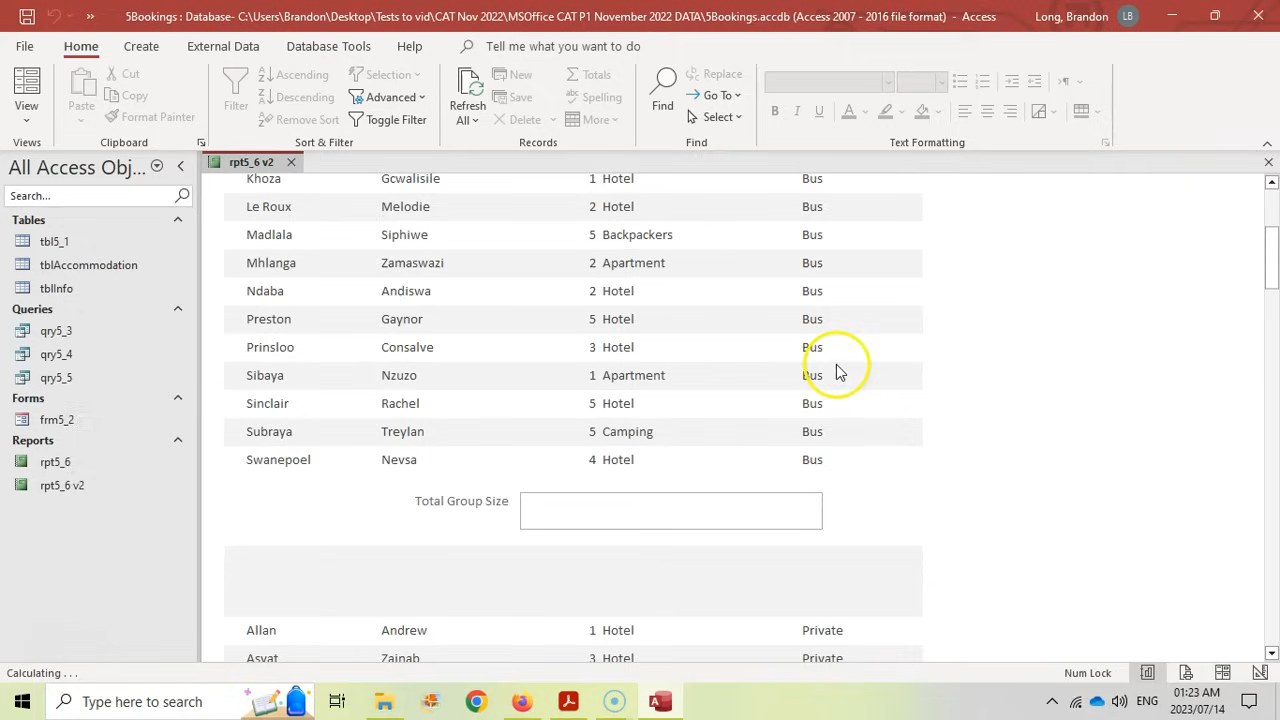 5Bookings : Database- C:\Users\Brandon\Desktop\Tests to vid\CAT Nov 2022\MSOffice CAT P1 November 2022 DATA\5Bookings.accdb (Access 2007 - 2016 file format) - Access
Long, Brandon
LB
File
Home
Create
External Data
Database Tools
Help
Tell me what you want to do
View
Views
Paste
Cut
Copy
Format Painter
Clipboard
Filter
Ascending
Descending
Remove Sort
Selection
Advanced
Toggle Filter
Sort & Filter
Refresh All
New
Save
Delete
Totals
Spelling
More
Records
Find
Replace
Go To
Select
Find
B I U A
Text Formatting
All Access Obj...
Search...
Tables
tbl5_1
tblAccommodation
tblInfo
Queries
qry5_3
qry5_4
qry5_5
Forms
frm5_2
Reports
rpt5_6
rpt5_6 v2
rpt5_6 v2
Khoza Gcwalisile 1 Hotel Bus
Le Roux Melodie 2 Hotel Bus
Madlala Siphiwe 5 Backpackers Bus
Mhlanga Zamaswazi 2 Apartment Bus
Ndaba Andiswa 2 Hotel Bus
Preston Gaynor 5 Hotel Bus
Prinsloo Consalve 3 Hotel Bus
Sibaya Nzuzo 1 Apartment Bus
Sinclair Rachel 5 Hotel Bus
Subraya Treylan 5 Camping Bus
Swanepoel Nevsa 4 Hotel Bus
Total Group Size
Allan Andrew 1 Hotel Private
Asvat Zainab 3 Hotel Private
Calculating . . .
Num Lock
Type here to search
ENG
01:23 AM
2023/07/14